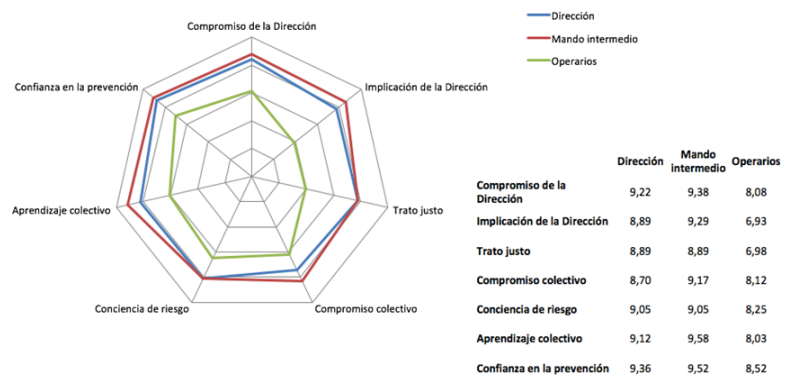 Compromiso de la Dirección
Implicación de la Dirección
Trato justo
Compromiso colectivo
Conciencia de riesgo
Aprendizaje colectivo
Confianza en la prevención
Dirección
Mando intermedio
Operarios
Dirección Mando intermedio Operarios
Compromiso de la Dirección 9,22 9,38 8,08
Implicación de la Dirección 8,89 9,29 6,93
Trato justo 8,89 8,89 6,98
Compromiso colectivo 8,70 9,17 8,12
Conciencia de riesgo 9,05 9,05 8,25
Aprendizaje colectivo 9,12 9,58 8,03
Confianza en la prevención 9,36 9,52 8,52